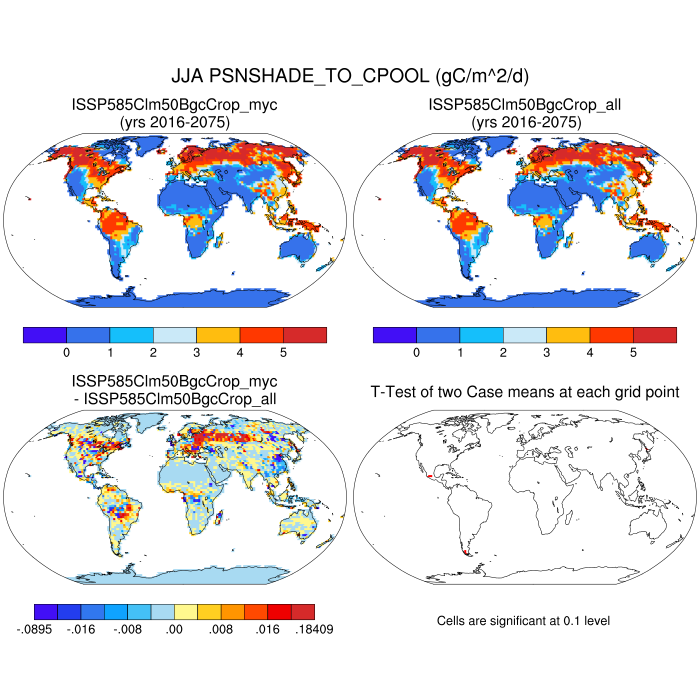 JJA PSNSHADE_TO_CPOOL (gC/m^2/d)
ISSP585Clm50BgcCrop_myc
(yrs 2016-2075)
ISSP585Clm50BgcCrop_all
(yrs 2016-2075)
0 1 2 3 4 5
0 1 2 3 4 5
ISSP585Clm50BgcCrop_myc
- ISSP585Clm50BgcCrop_all
T-Test of two Case means at each grid point
-.0895 -.016 -.008 .00 .008 .016 .18409
Cells are significant at 0.1 level